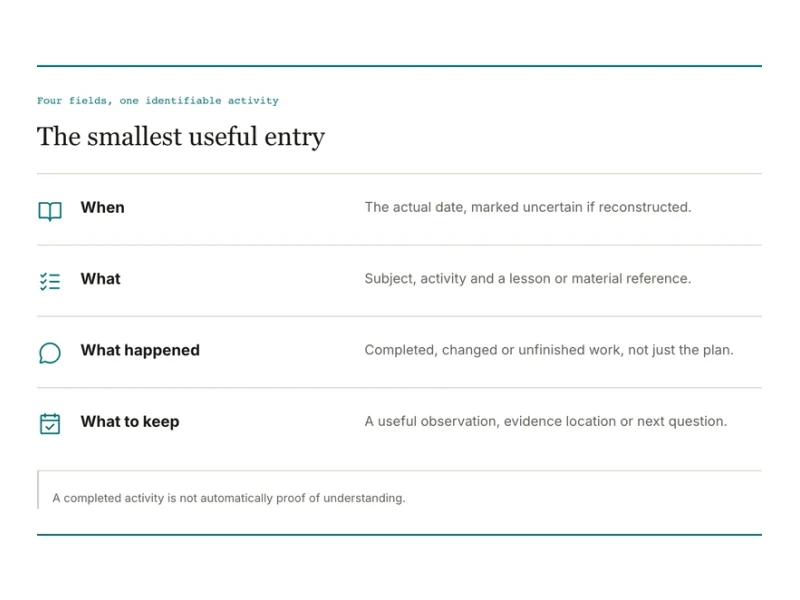 Four fields, one identifiable activity
The smallest useful entry
When
The actual date, marked uncertain if reconstructed.
What
Subject, activity and a lesson or material reference.
What happened
Completed, changed or unfinished work, not just the plan.
What to keep
A useful observation, evidence location or next question.
A completed activity is not automatically proof of understanding.